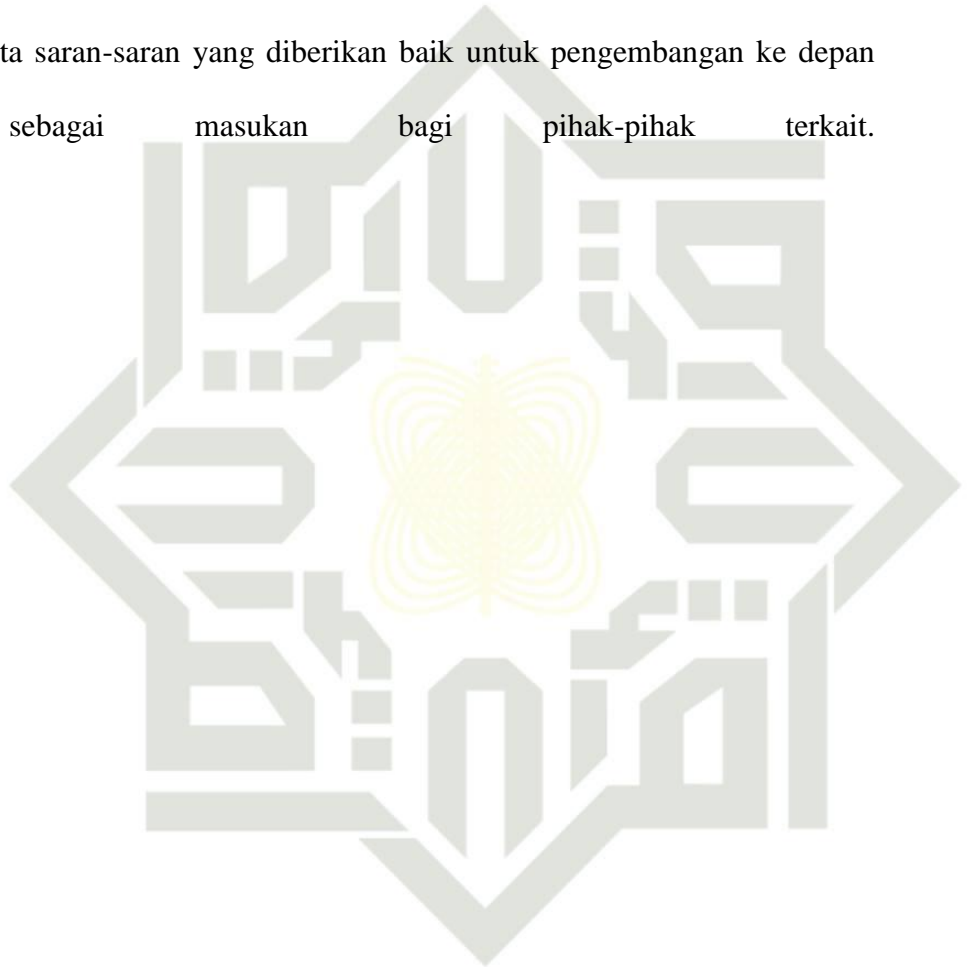 ta saran-saran yang diberikan baik untuk pengembangan ke depan
sebagai masukan bagi pihak-pihak terkait.